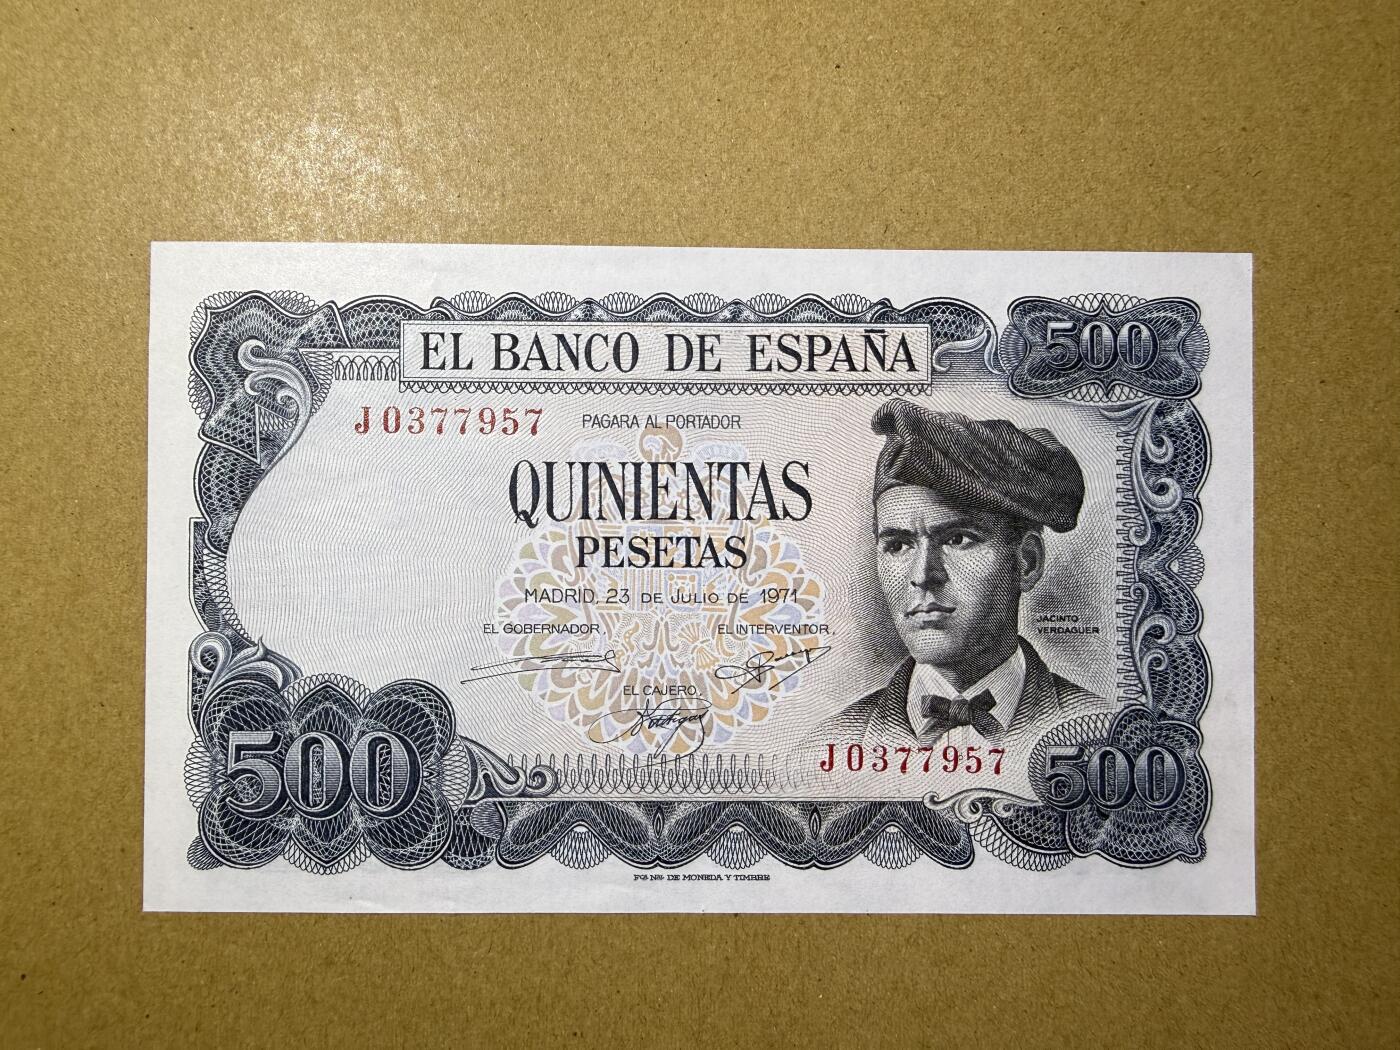 EL BANCO DE ESPAÑA
500
J0377957
PAGARA AL PORTADOR
QUINIENTAS
PESETAS
MADRID, 23 DE JULIO DE 1971
EL GOBERNADOR,
EL INTERVENTOR,
JACINTO
VERDAGUER
EL CAJERO,
500
J0377957
500
Fca Nal DE MONEDA Y TIMBRE